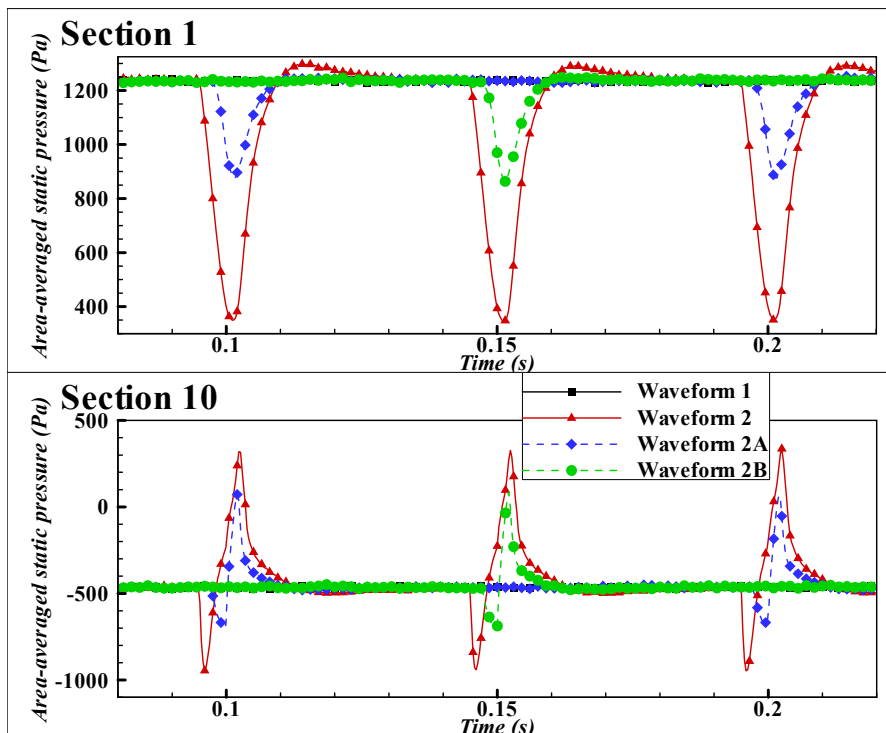 Section 1
Area-averaged static pressure (Pa)
1200
1000
800
600
400
0.1
0.15
0.2
Time (s)
Section 10
Area-averaged static pressure (Pa)
Waveform 1
Waveform 2
Waveform 2A
Waveform 2B
500
0
-500
-1000
0.1
0.15
0.2
Time (s)